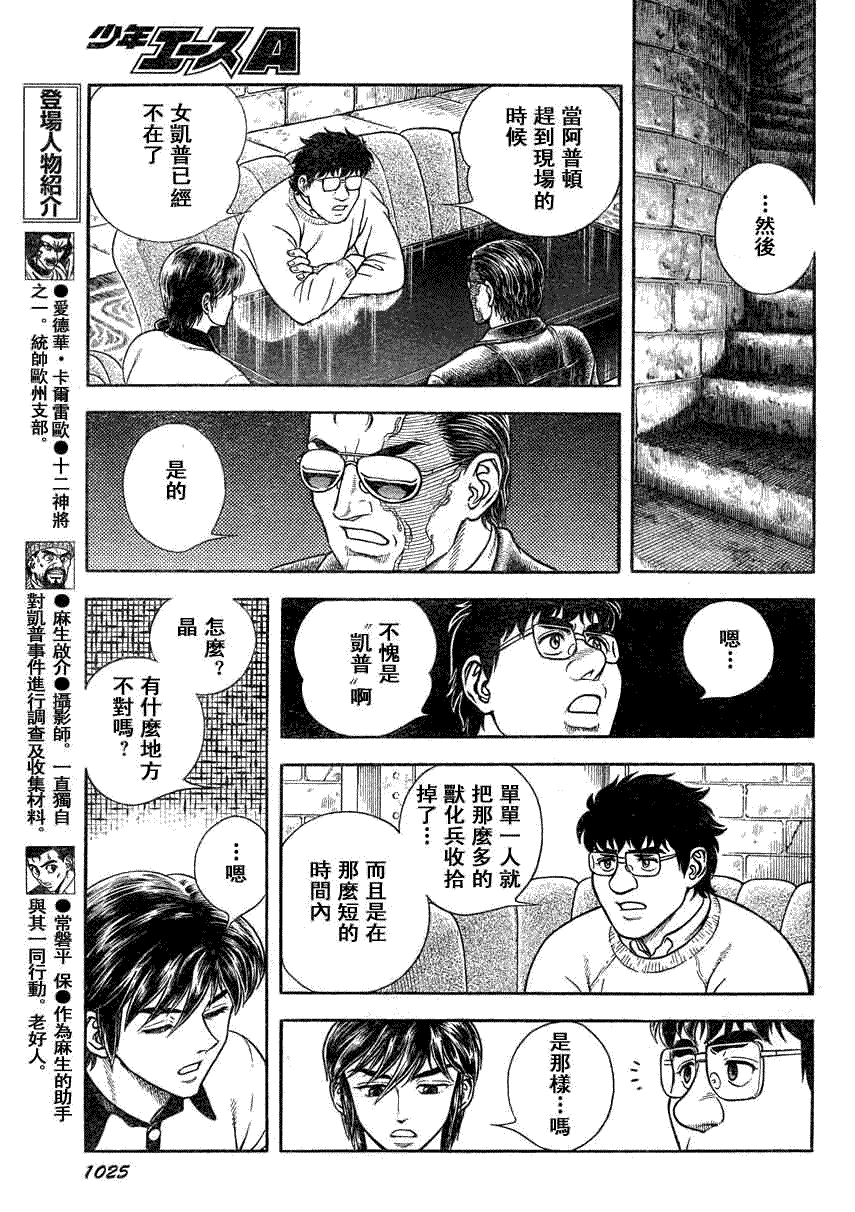 少年エースA
…然後
當阿普頓
趕到現場的
時候
女凱普已經
不在了
是的
嗯…
不愧是
〝凱普〞啊
單單一人就
把那麼多的
獸化兵收拾
掉了…
而且是在
那麼短的
時間內
是那樣…嗎
怎麼？
晶
有什麼地方
不對嗎？
…嗯
登場人物紹介
●愛德華・卡爾雷歐●十二神將
之一。統帥歐州支部。
●麻生啟介●攝影師。一直獨自
對凱普事件進行調查及收集材料。
●常磐平 保●作為麻生的助手
與其一同行動。老好人。
1025